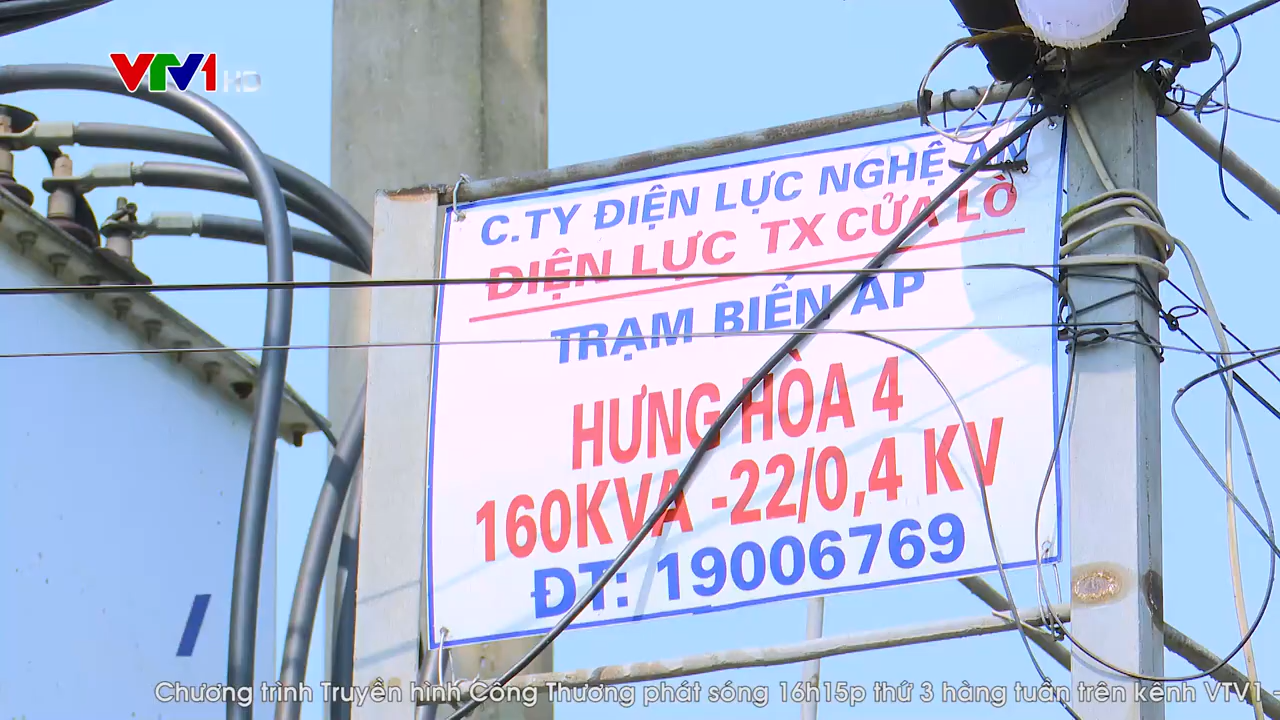 VTV1 HD
C.TY ĐIỆN LỰC NGHỆ AN
ĐIỆN LỰC TX CỬA LÒ
TRẠM BIẾN ÁP
HƯNG HÒA 4
160KVA -22/0,4 KV
ĐT: 19006769
Chương trình Truyền hình Công Thương phát sóng 16h15p thứ 3 hàng tuần trên kênh VTV1 -